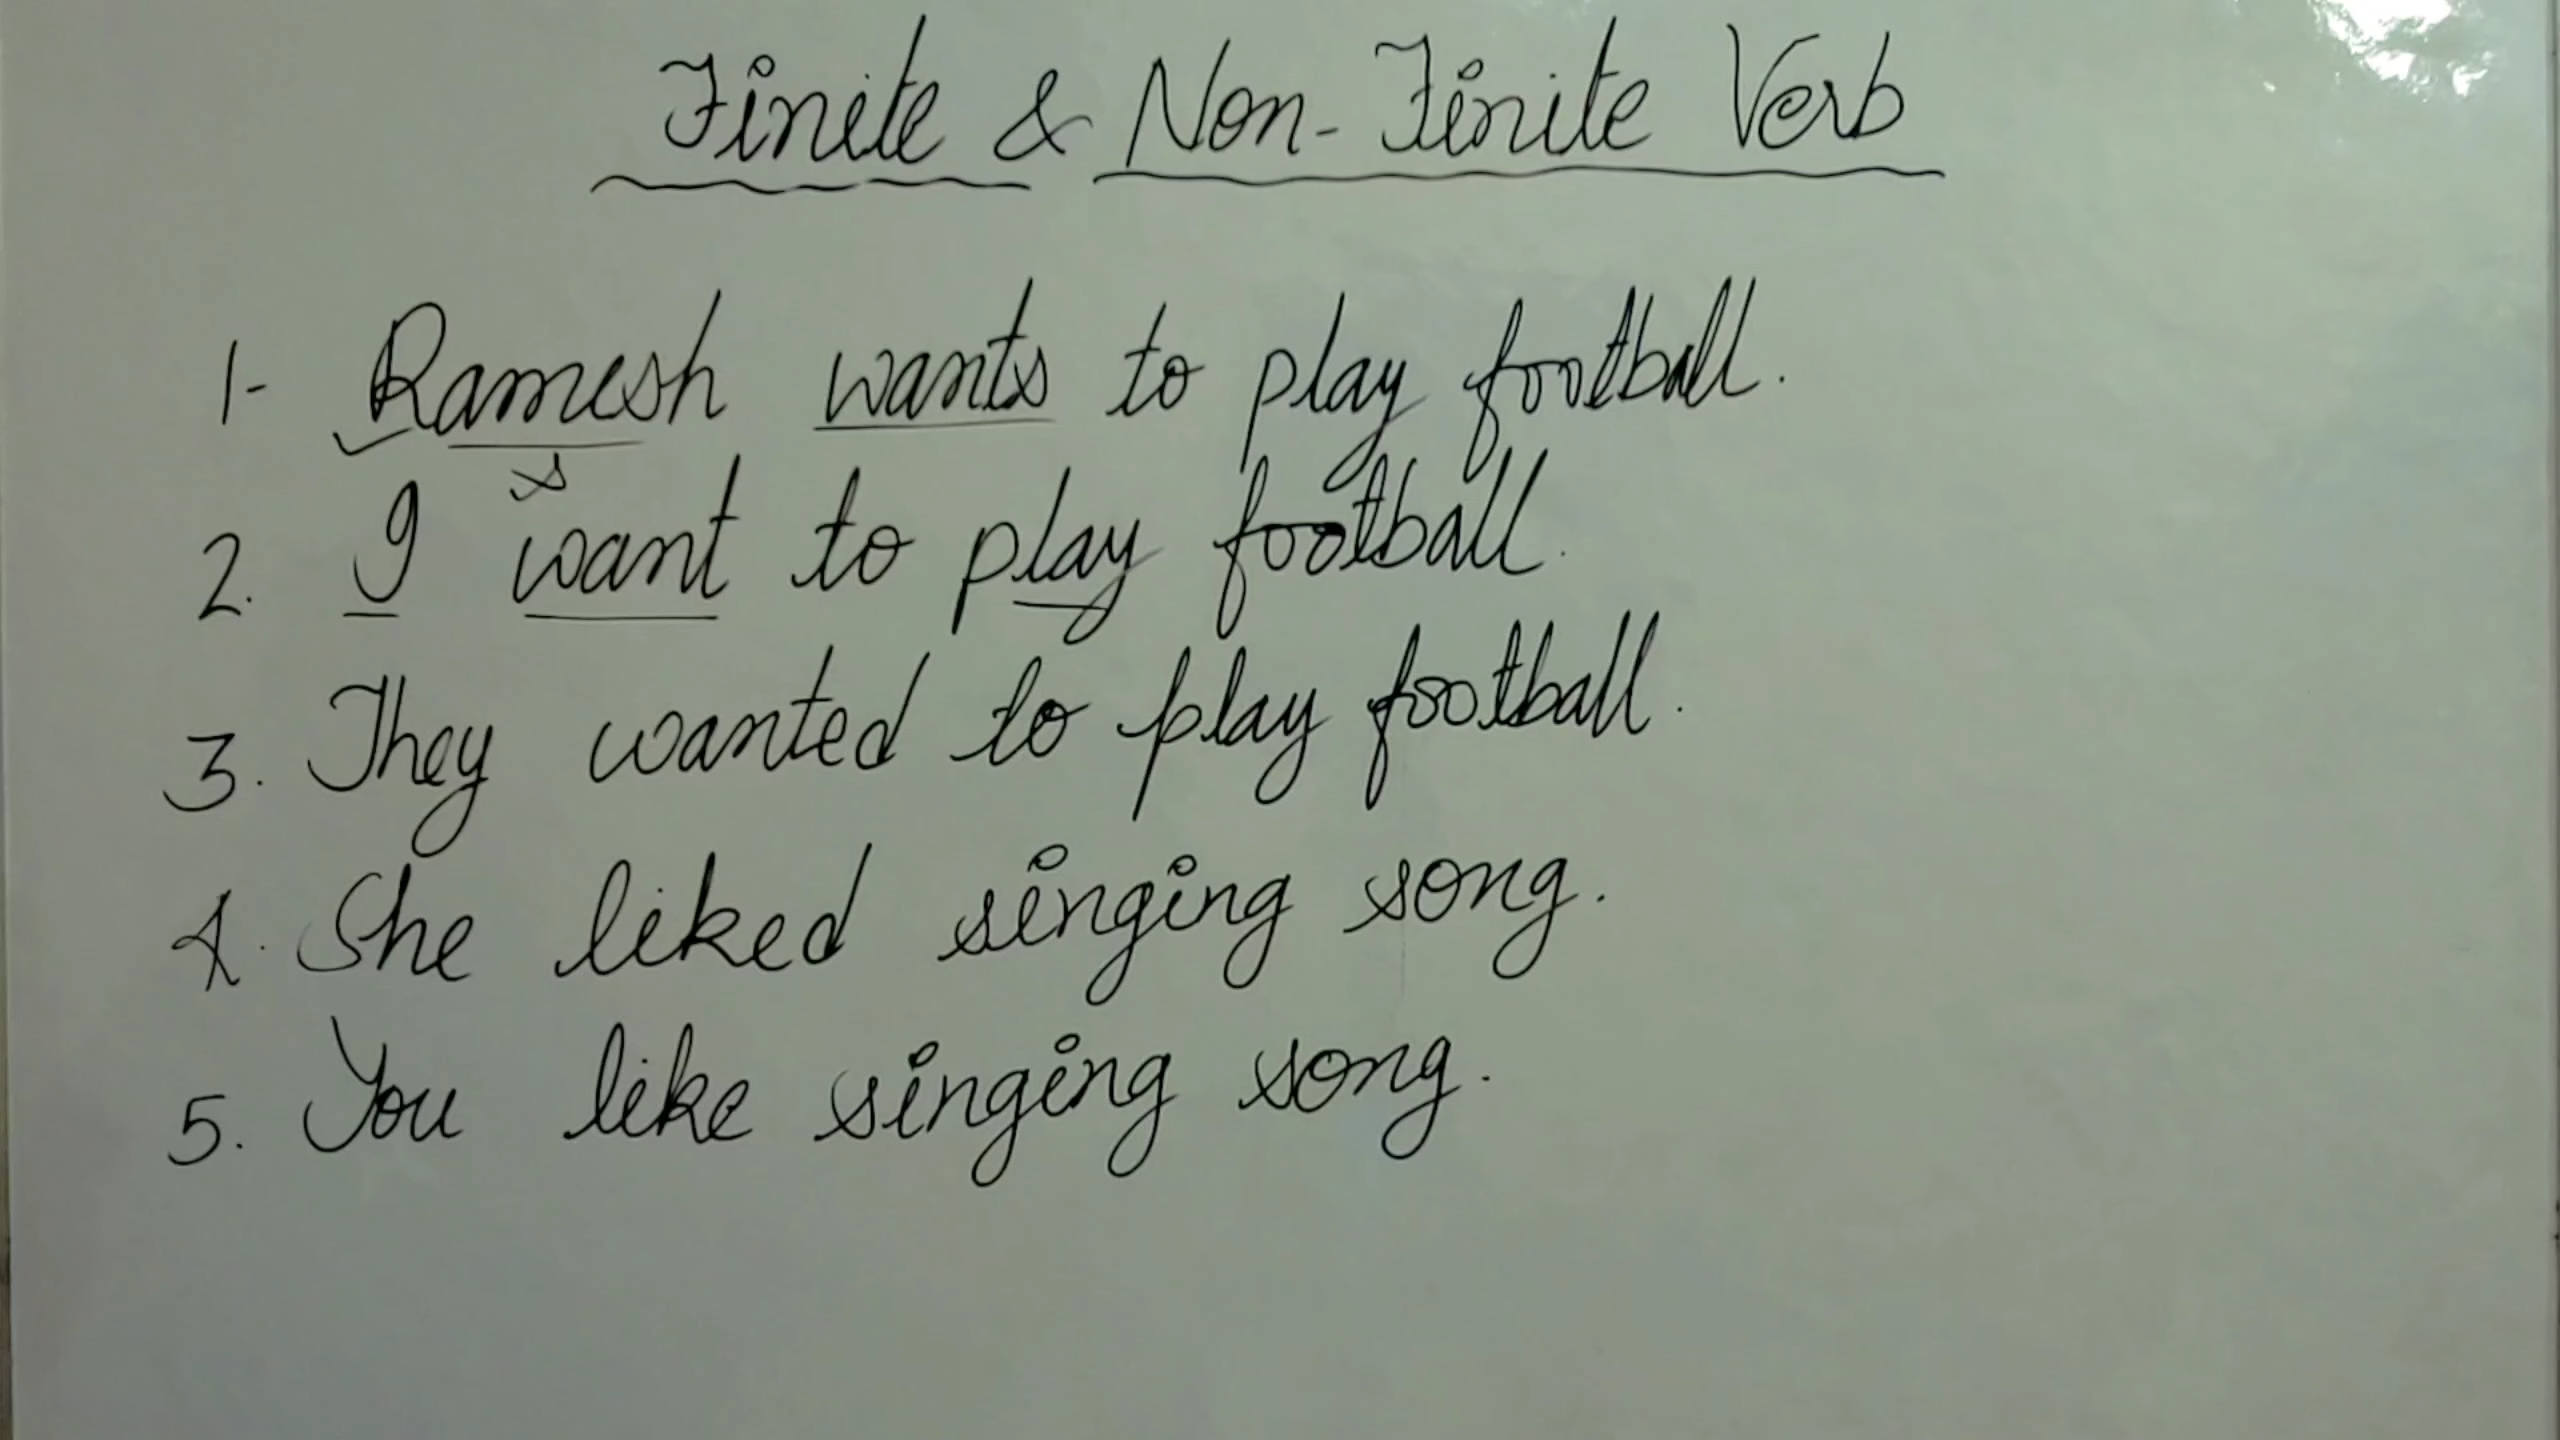 Finite & Non-Finite Verb
1- Ramesh wants to play football.
2. I want to play football.
3. They wanted to play football.
4. She liked singing song.
5. You like singing song.